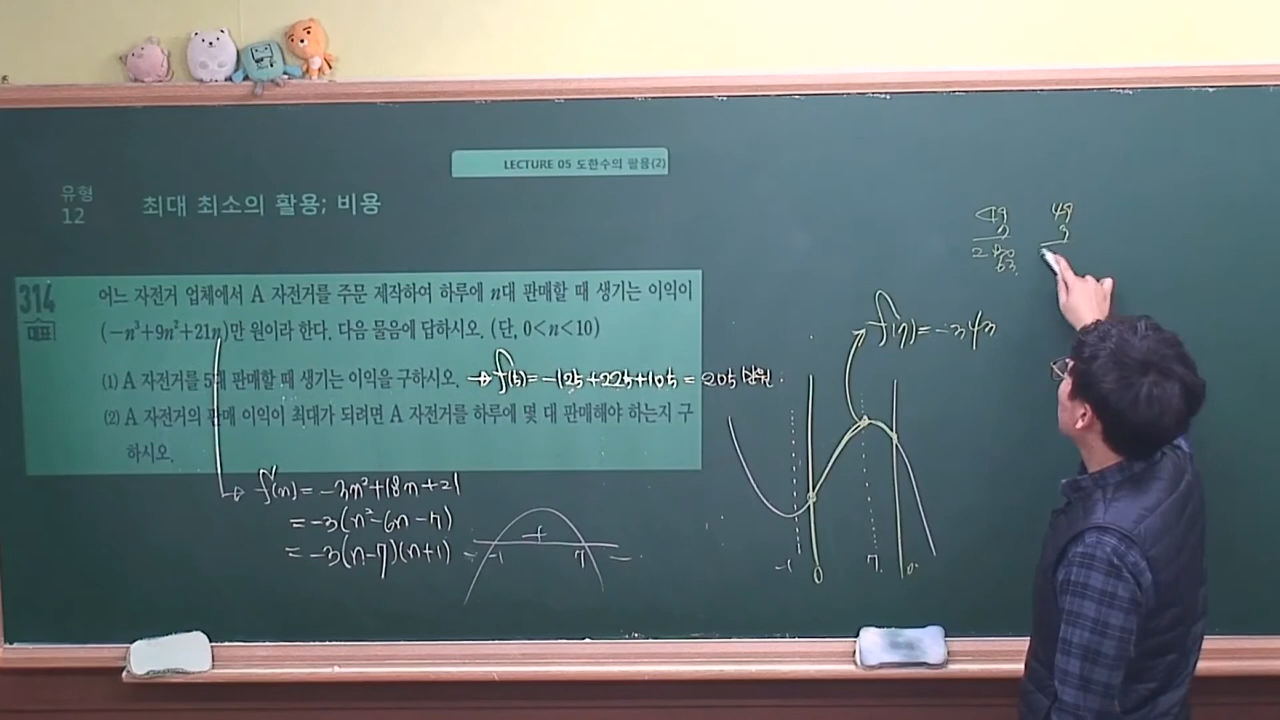 LECTURE 05 도함수의 활용(2)
유형
12
최대 최소의 활용; 비용
314
대표
어느 자전거 업체에서 A 자전거를 주문 제작하여 하루에 n대 판매할 때 생기는 이익이
(−n³+9n²+21n)만 원이라 한다. 다음 물음에 답하시오. (단, 0<n<10)
(1) A 자전거를 5대 판매할 때 생기는 이익을 구하시오.
→ f(5)=−125+225+105=205만원.
(2) A 자전거의 판매 이익이 최대가 되려면 A 자전거를 하루에 몇 대 판매해야 하는지 구
하시오.
f'(n)=−3n²+18n+21
=−3(n²−6n−7)
=−3(n−7)(n+1)
− −1 + 7 −
f(7)=−343
−1 0 7
49
7
63
49
9